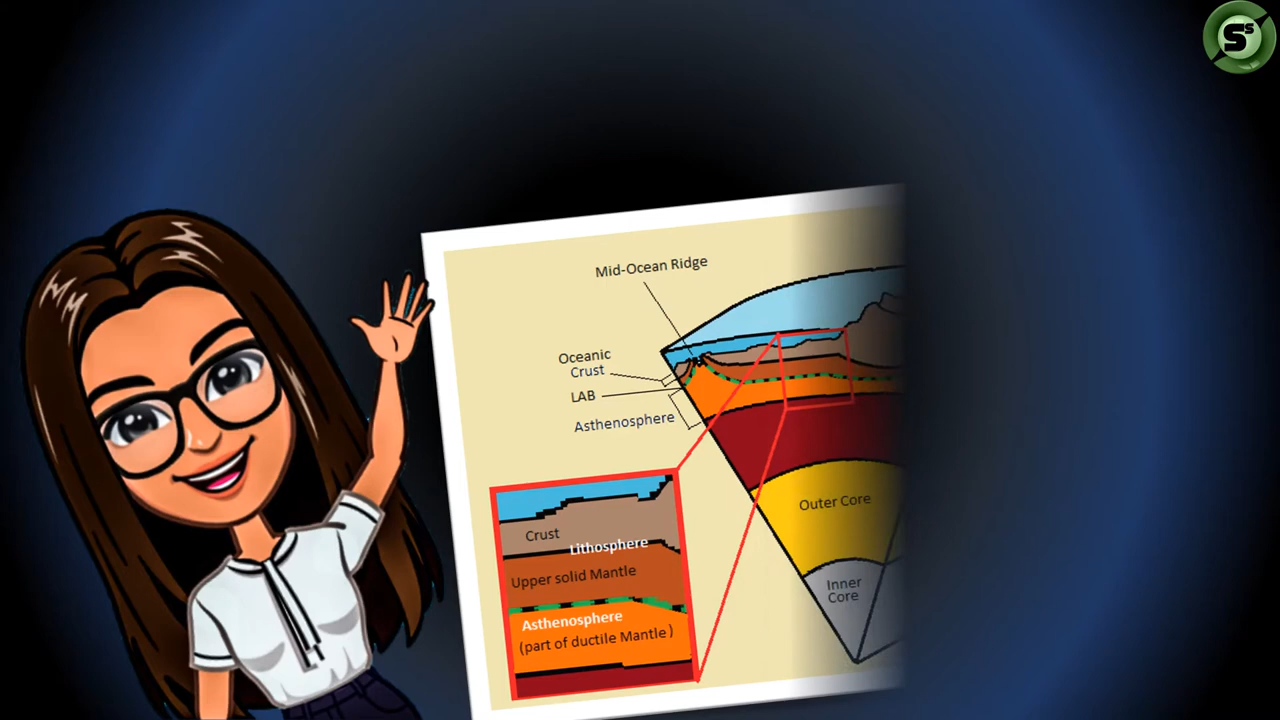 Ss
Mid-Ocean Ridge
Oceanic
Crust
LAB
Asthenosphere
Outer Core
Inner
Core
Crust
Lithosphere
Upper solid Mantle
Asthenosphere
(part of ductile Mantle)